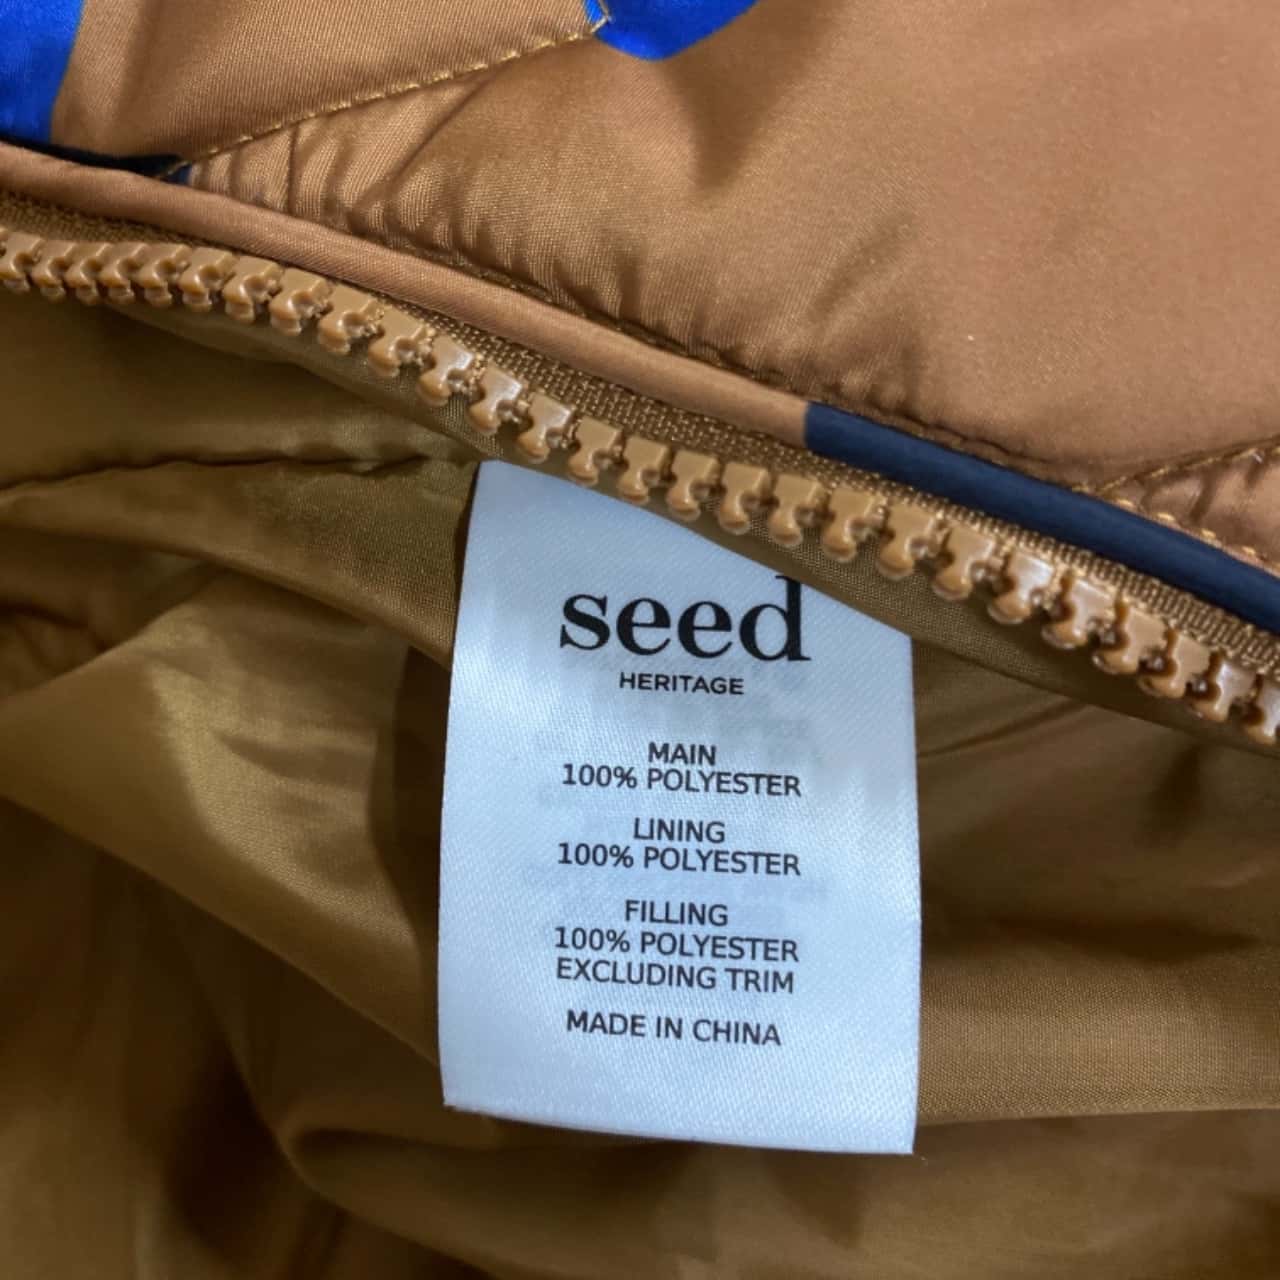 seed
HERITAGE
MAIN
100% POLYESTER
LINING
100% POLYESTER
FILLING
100% POLYESTER
EXCLUDING TRIM
MADE IN CHINA